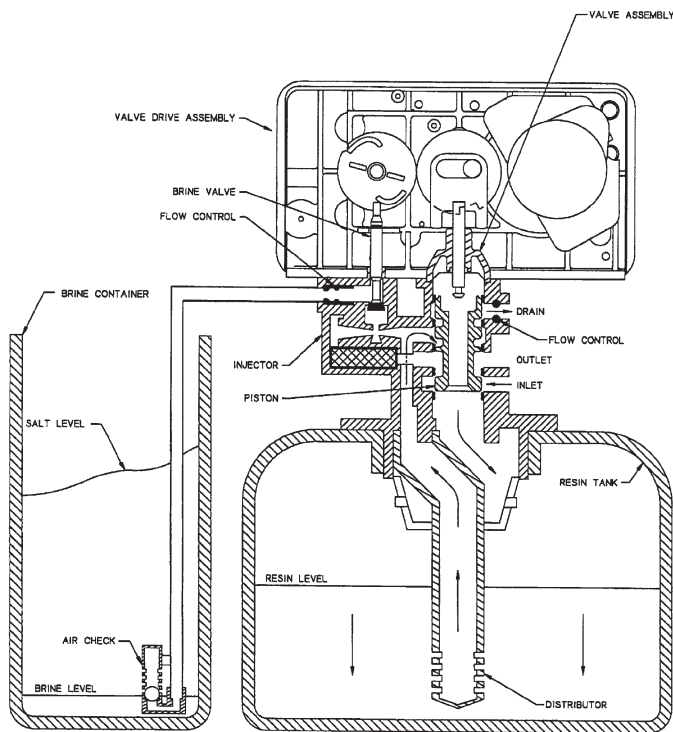 VALVE ASSEMBLY
VALVE DRIVE ASSEMBLY
BRINE VALVE
FLOW CONTROL
BRINE CONTAINER
DRAIN
FLOW CONTROL
INJECTOR
OUTLET
INLET
PISTON
SALT LEVEL
RESIN TANK
RESIN LEVEL
AIR CHECK
BRINE LEVEL
DISTRIBUTOR